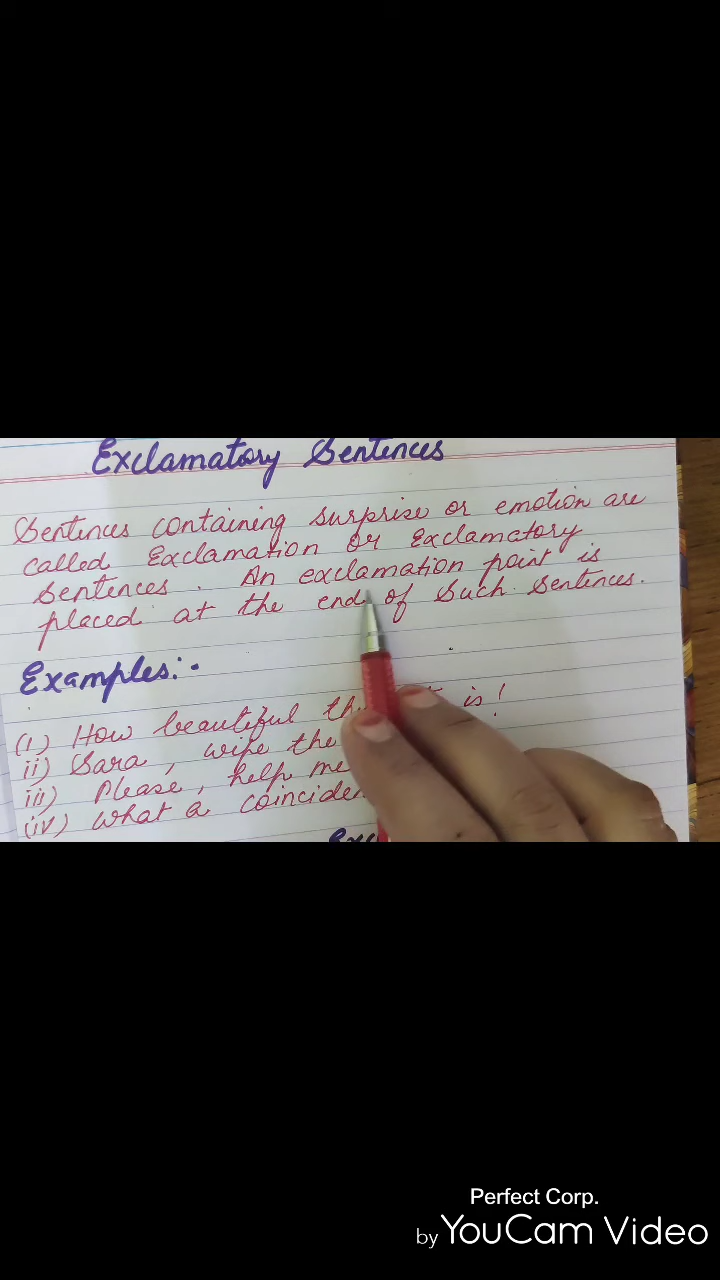 Exclamatory Sentences
Sentences containing surprise or emotion are
called Exclamation or Exclamatory
Sentences. An exclamation point is
placed at the end of Such Sentences.
Examples:-
(i) How beautiful is!
ii) Sara, wipe the
iii) Please, help me
(iv) What a
Perfect Corp.
by YouCam Video